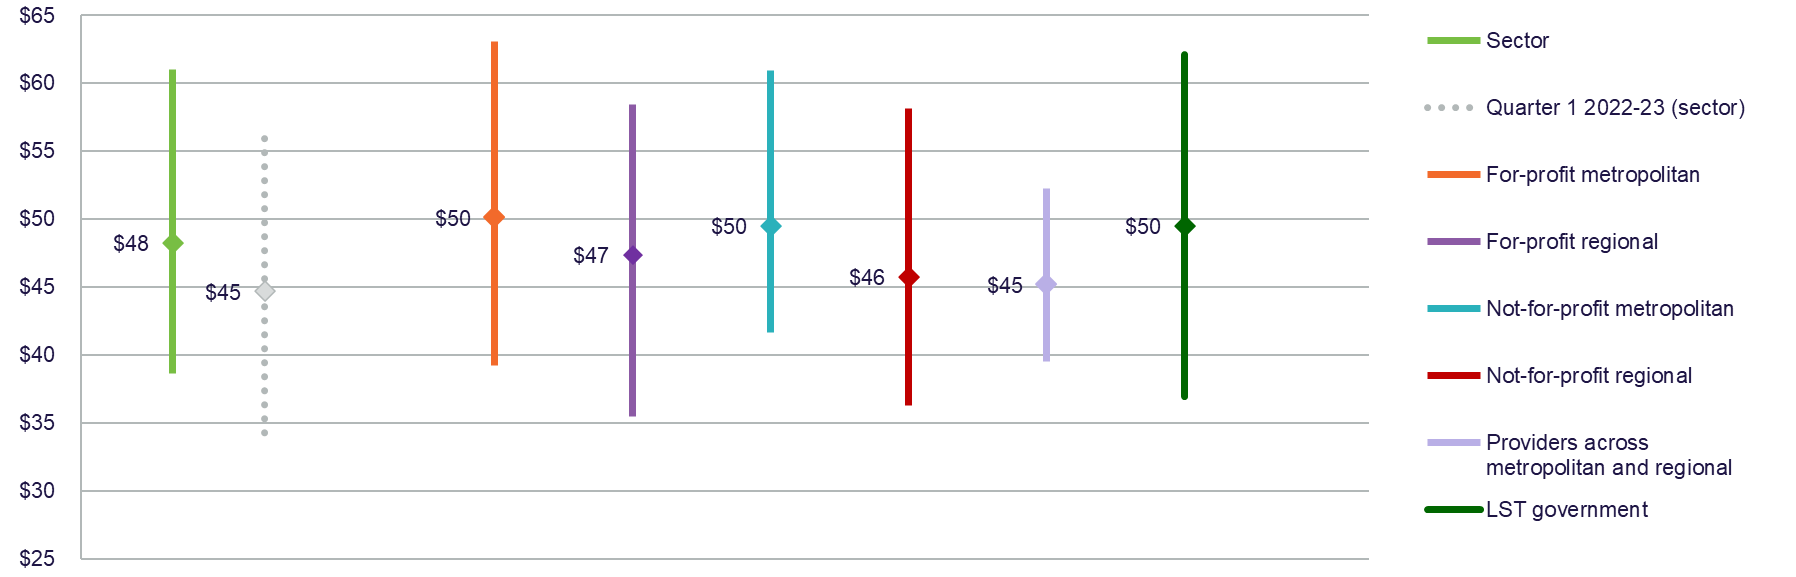 $65
$60
$55
$50
$45
$40
$35
$30
$25
$48
$45
$50
$47
$50
$46
$45
$50
Sector
Quarter 1 2022-23 (sector)
For-profit metropolitan
For-profit regional
Not-for-profit metropolitan
Not-for-profit regional
Providers across
metropolitan and regional
LST government